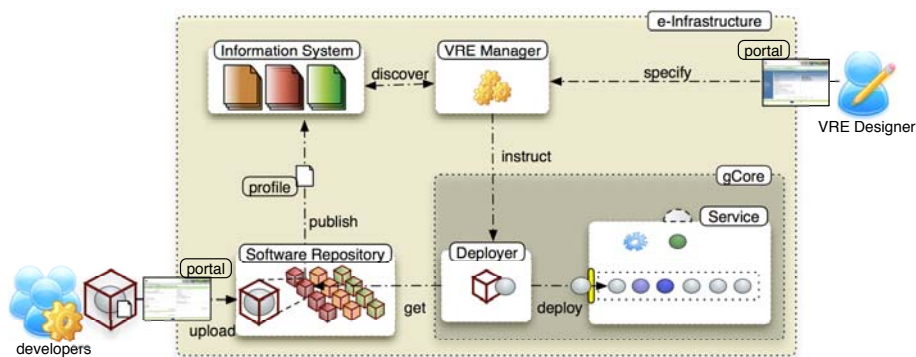 e-Infrastructure
Information System
VRE Manager
portal
discover
specify
VRE Designer
instruct
profile
gCore
publish
Service
Software Repository
Deployer
portal
get
deploy
upload
developers